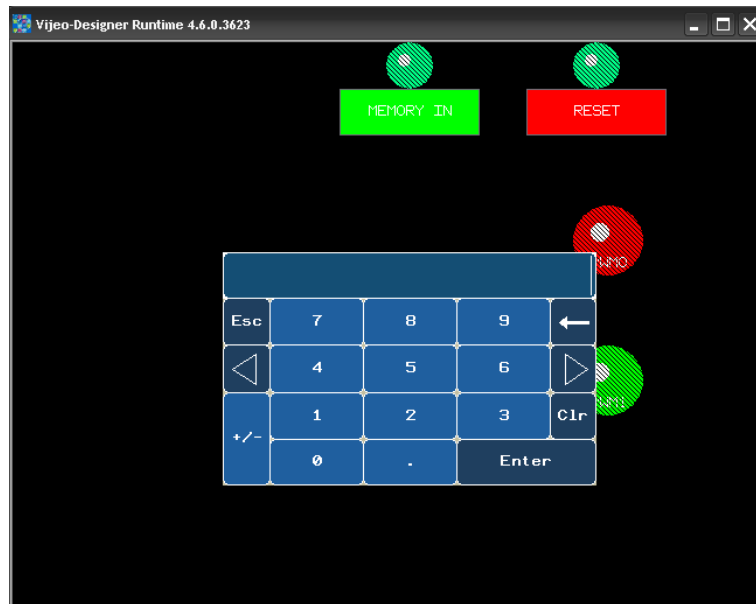 Vijeo-Designer Runtime 4.6.0.3623
MEMORY IN
RESET
Esc
7
8
9
4
5
6
+/-
1
2
3
Clr
0
.
Enter